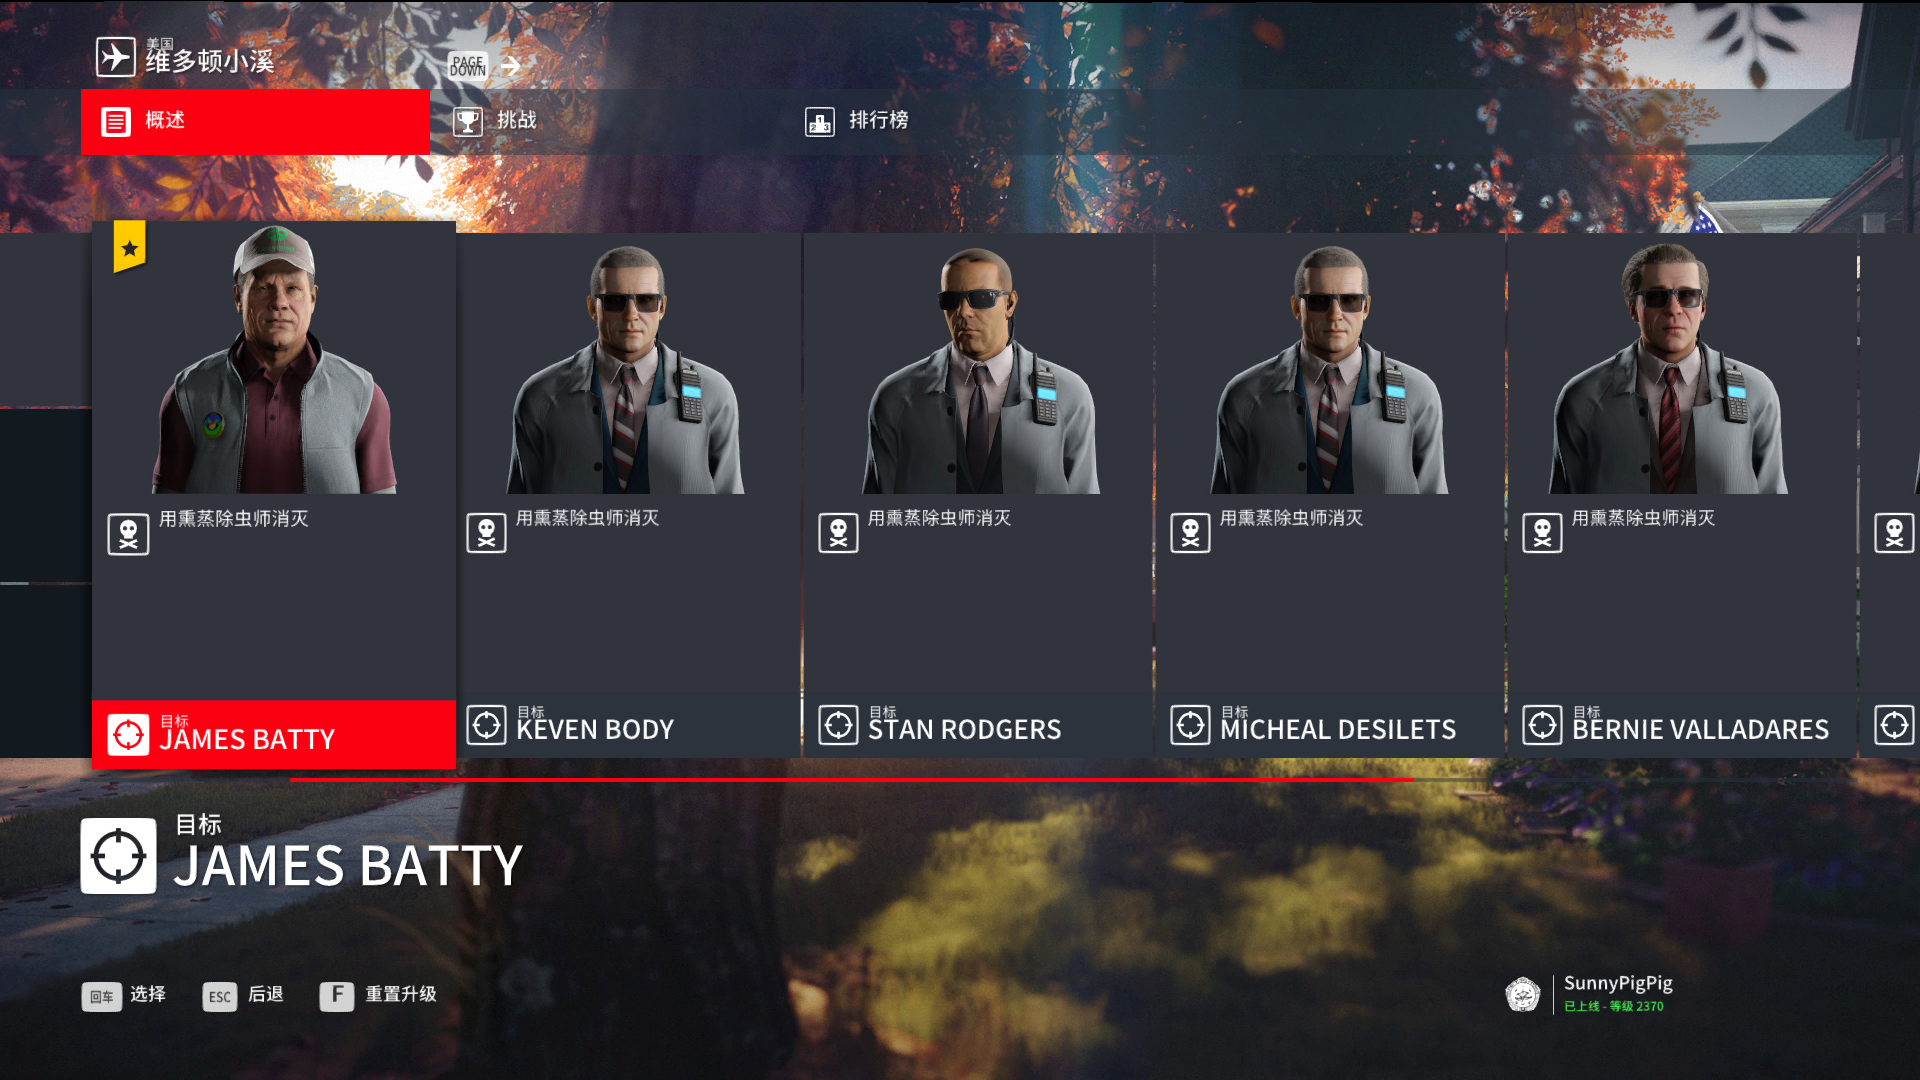 美国
维多顿小溪
PAGE DOWN
概述
挑战
排行榜
用熏蒸除虫师消灭
用熏蒸除虫师消灭
用熏蒸除虫师消灭
用熏蒸除虫师消灭
用熏蒸除虫师消灭
目标
JAMES BATTY
目标
KEVEN BODY
目标
STAN RODGERS
目标
MICHEAL DESILETS
目标
BERNIE VALLADARES
目标
JAMES BATTY
回车 选择
ESC 后退
F 重置升级
SunnyPigPig
已上线 - 等级 2370